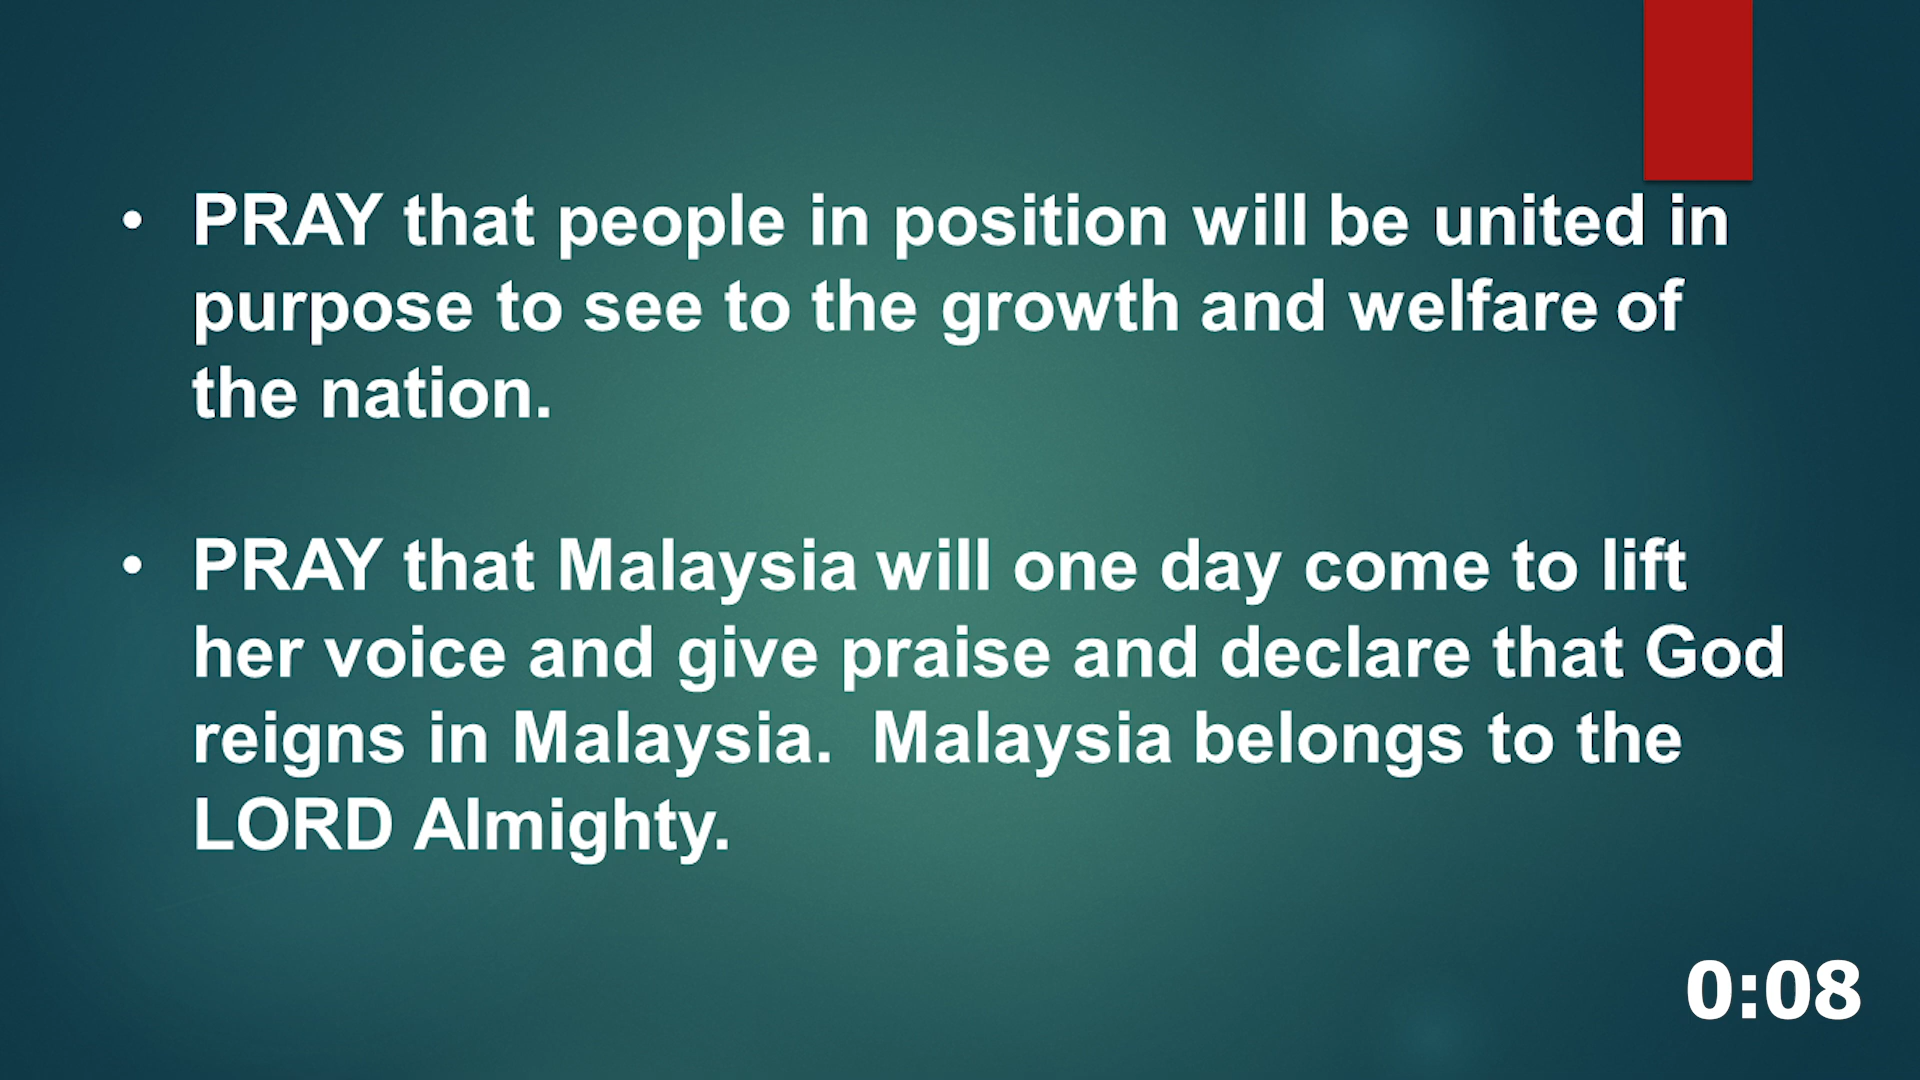 • PRAY that people in position will be united in
purpose to see to the growth and welfare of
the nation.
• PRAY that Malaysia will one day come to lift
her voice and give praise and declare that God
reigns in Malaysia.  Malaysia belongs to the
LORD Almighty.
0:08